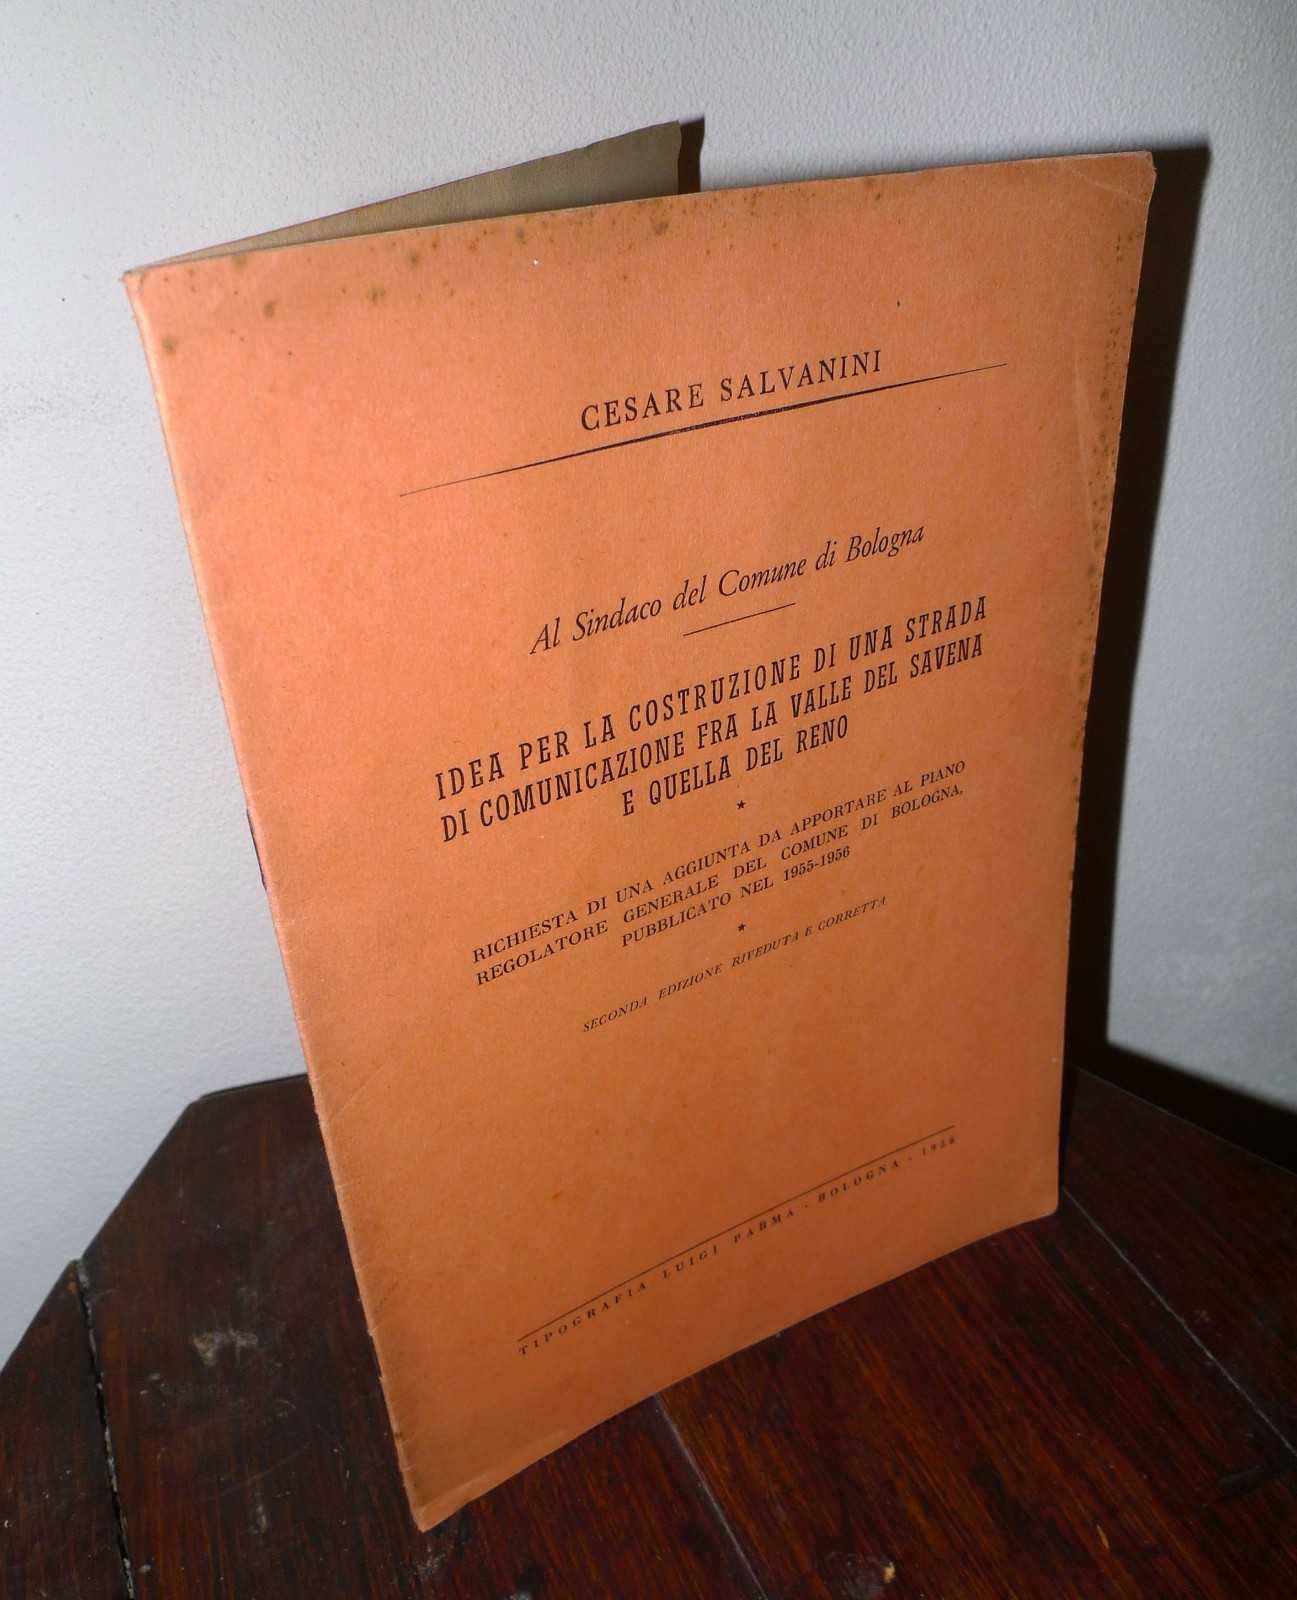 CESARE SALVANINI
Al Sindaco del Comune di Bologna
IDEA PER LA COSTRUZIONE DI UNA STRADA
DI COMUNICAZIONE FRA LA VALLE DEL SAVENA
E QUELLA DEL RENO
*
RICHIESTA DI UNA AGGIUNTA DA APPORTARE AL PIANO
REGOLATORE GENERALE DEL COMUNE DI BOLOGNA,
PUBBLICATO NEL 1955-1956
*
SECONDA EDIZIONE RIVEDUTA E CORRETTA
TIPOGRAFIA LUIGI PARMA - BOLOGNA - 1956